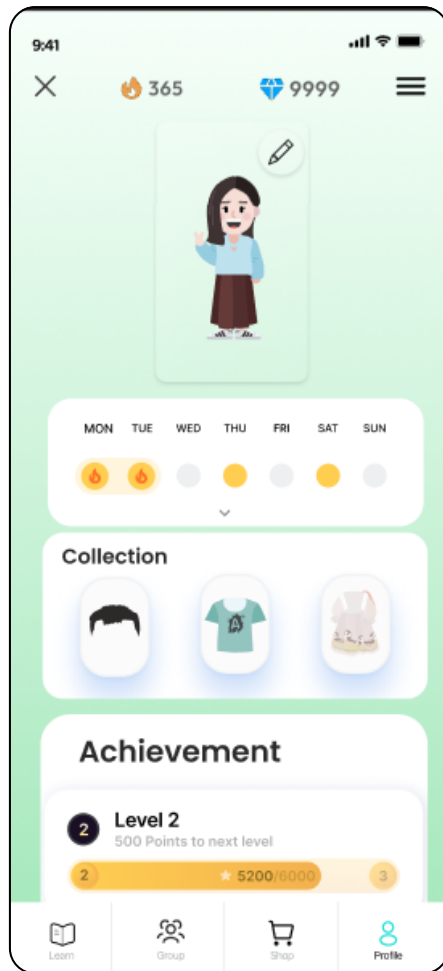 9:41
365
9999
MON TUE WED THU FRI SAT SUN
Collection
A
Achievement
2
Level 2
500 Points to next level
2 5200/6000 3
Learn Group Shop Profile